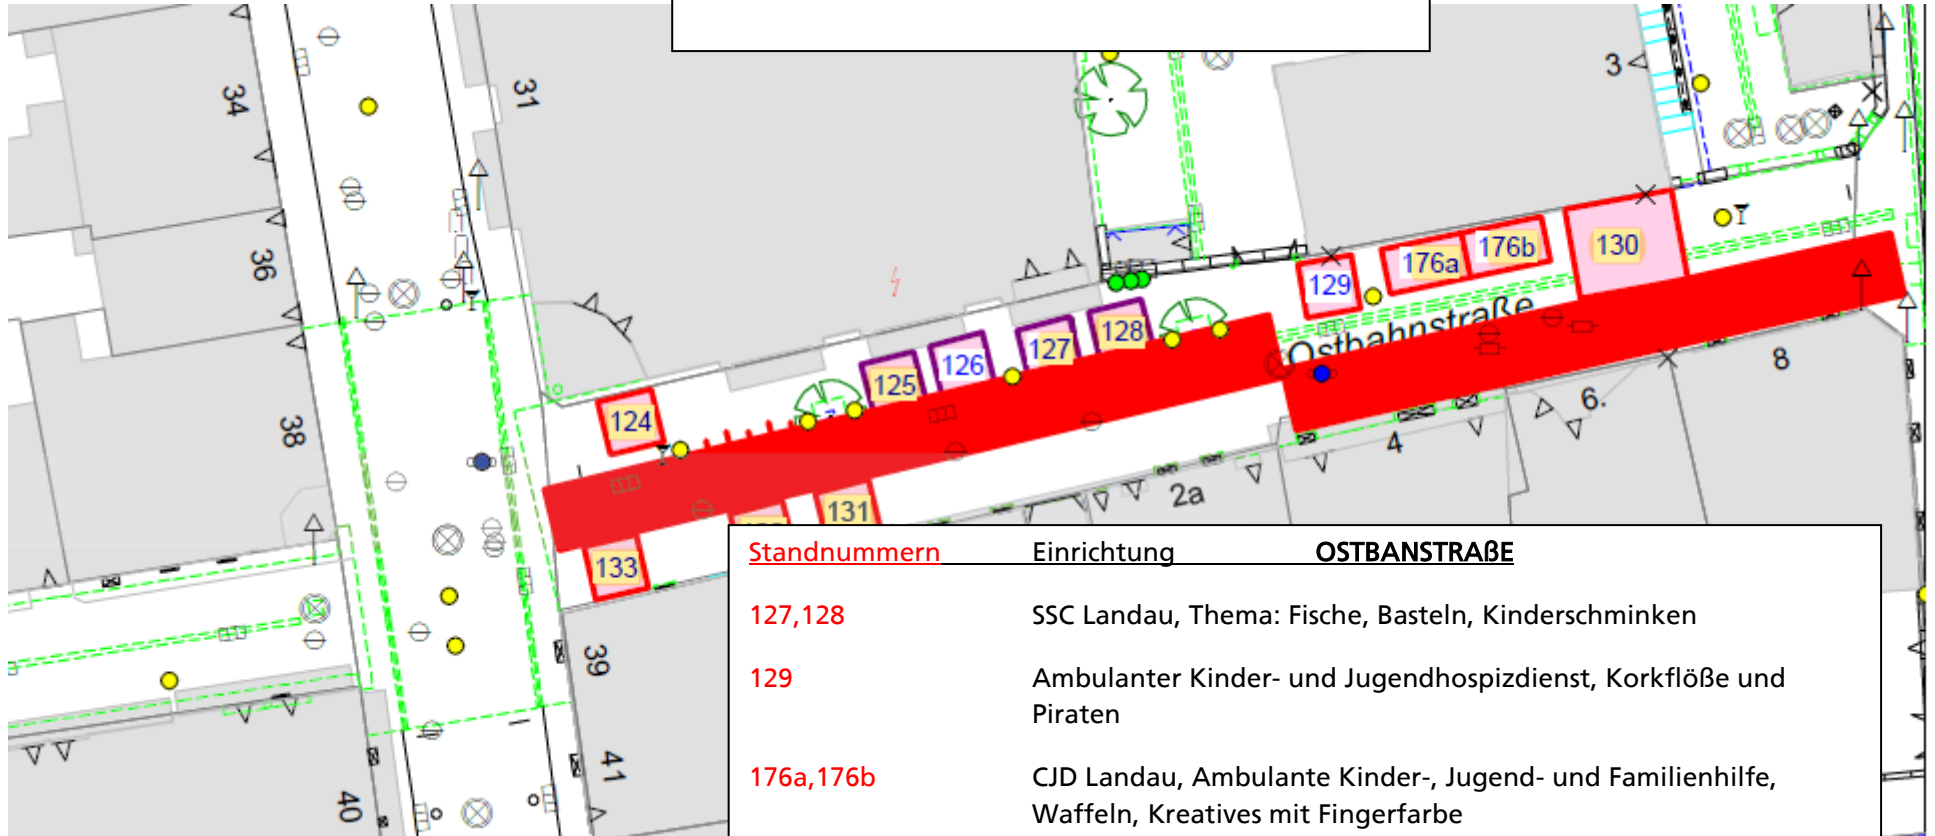 34
31
3
36
129
176a
176b
130
Ostbahnstraße
124
125
126
127
128
38
8
6.
4
2a
131
133
39
41
40
Standnummern Einrichtung OSTBANSTRAßE
127,128 SSC Landau, Thema: Fische, Basteln, Kinderschminken
129 Ambulanter Kinder- und Jugendhospizdienst, Korkflöße und
Piraten
176a,176b CJD Landau, Ambulante Kinder-, Jugend- und Familienhilfe,
Waffeln, Kreatives mit Fingerfarbe